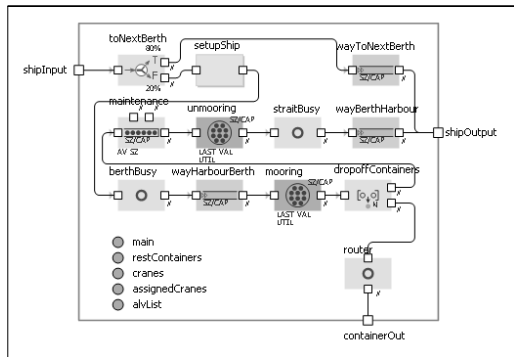 toNextBerth
80%
T
F
20%
setupShip
wayToNextBerth
SZ/CAP
shipInput
maintenance
SZ/CAP
AV SZ
unmooring
SZ/CAP
LAST VAL
UTIL
straitBusy
wayBerthHarbour
SZ/CAP
shipOutput
berthBusy
wayHarbourBerth
SZ/CAP
mooring
SZ/CAP
LAST VAL
UTIL
dropoffContainers
N
main
restContainers
cranes
assignedCranes
alvList
router
containerOut